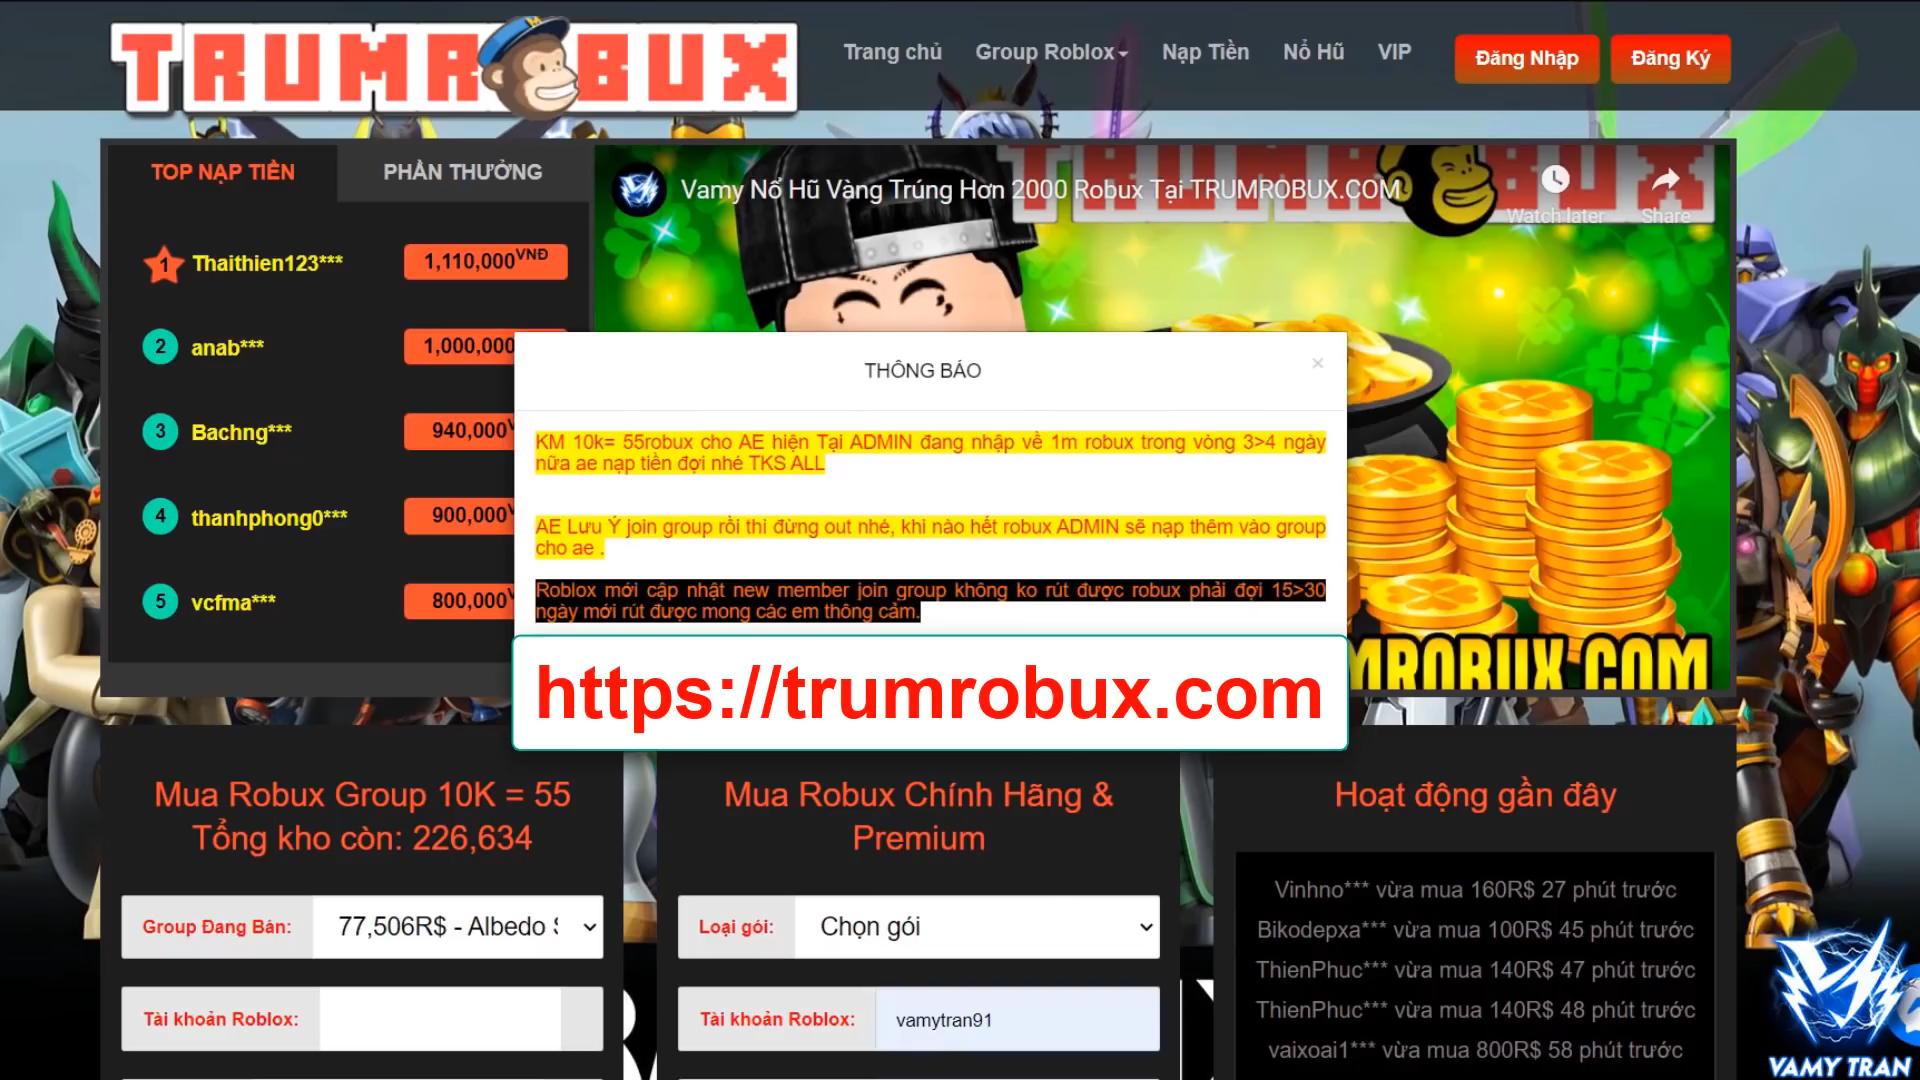 TRUMROBUX
Trang chủ
Group Roblox
Nạp Tiền
Nổ Hũ
VIP
Đăng Nhập
Đăng Ký
TOP NẠP TIỀN
PHẦN THƯỞNG
1 Thaithien123*** 1,110,000VNĐ
2 anab*** 1,000,000
3 Bachng*** 940,000
4 thanhphong0*** 900,000
5 vcfma*** 800,000
Vamy Nổ Hũ Vàng Trúng Hơn 2000 Robux Tại TRUMROBUX.COM
Watch later
Share
THÔNG BÁO
×
KM 10k= 55robux cho AE hiện Tại ADMIN đang nhập về 1m robux trong vòng 3>4 ngày
nữa ae nạp tiền đợi nhé TKS ALL
AE Lưu Ý join group rồi thì đừng out nhé, khi nào hết robux ADMIN sẽ nạp thêm vào group
cho ae .
Roblox mới cập nhật new member join group không ko rút được robux phải đợi 15>30
ngày mới rút được mong các em thông cảm.
https://trumrobux.com
MROBUX.COM
Mua Robux Group 10K = 55
Tổng kho còn: 226,634
Group Đang Bán: 77,506R$ - Albedo
Tài khoản Roblox:
Mua Robux Chính Hãng &
Premium
Loại gói: Chọn gói
Tài khoản Roblox: vamytran91
Hoạt động gần đây
Vinhno*** vừa mua 160R$ 27 phút trước
Bikodepxa*** vừa mua 100R$ 45 phút trước
ThienPhuc*** vừa mua 140R$ 47 phút trước
ThienPhuc*** vừa mua 140R$ 48 phút trước
vaixoai1*** vừa mua 800R$ 58 phút trước
VAMY TRAN